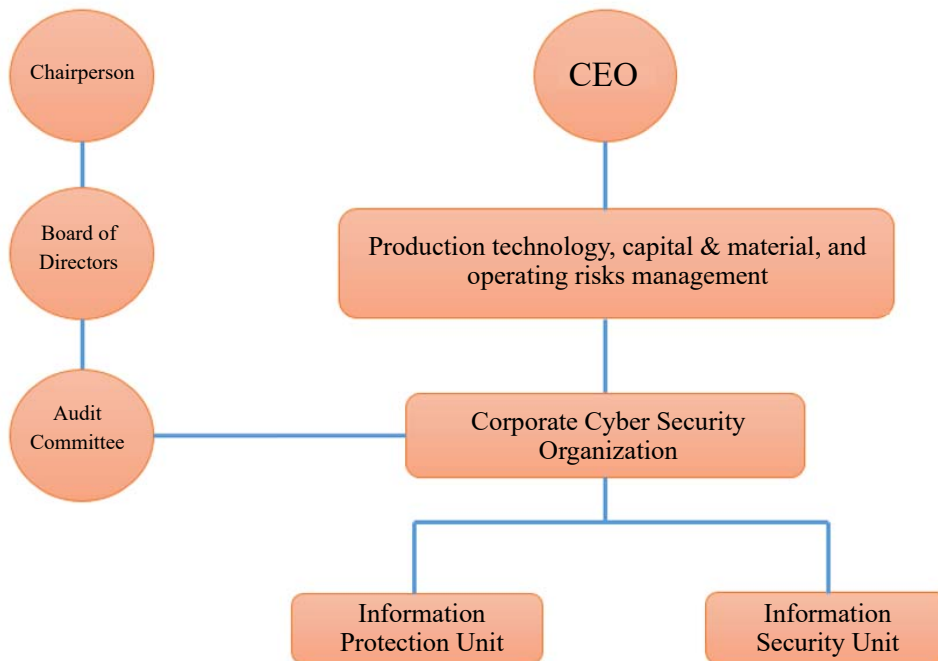 Chairperson
CEO
Board of
Directors
Production technology, capital & material, and
operating risks management
Audit
Committee
Corporate Cyber Security
Organization
Information
Protection Unit
Information
Security Unit